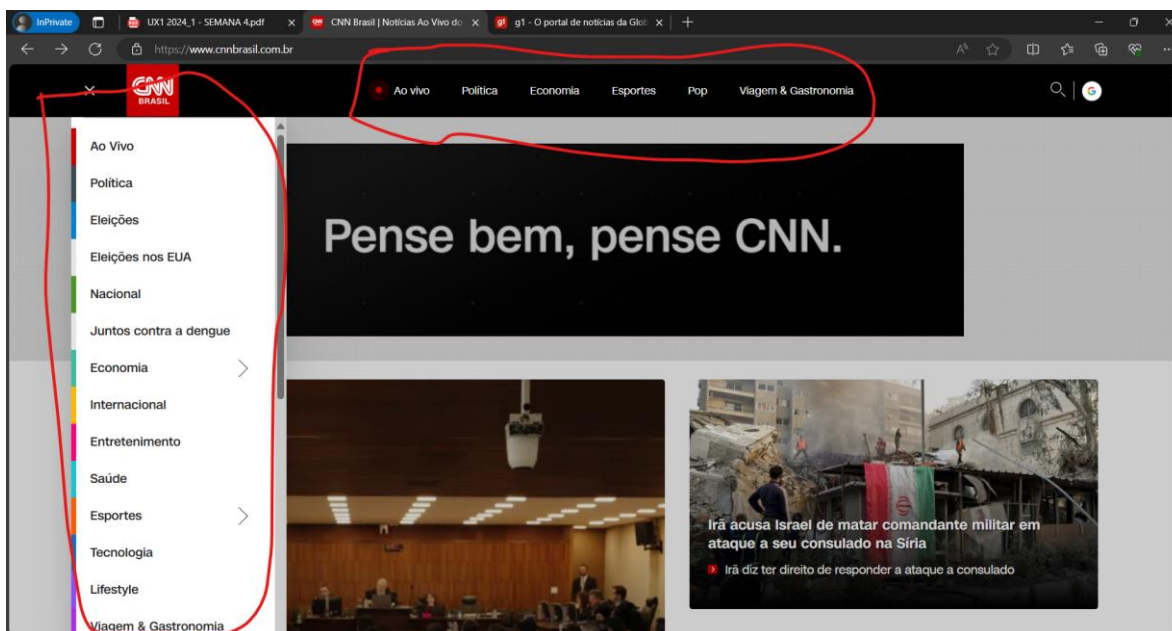 InPrivate
UX1 2024_1 - SEMANA 4.pdf
CNN Brasil | Notícias Ao Vivo do
g1 - O portal de notícias da Glob
https://www.cnnbrasil.com.br
CNN
BRASIL
Ao vivo
Política
Economia
Esportes
Pop
Viagem & Gastronomia
Ao Vivo
Política
Eleições
Eleições nos EUA
Nacional
Juntos contra a dengue
Economia
Internacional
Entretenimento
Saúde
Esportes
Tecnologia
Lifestyle
Viagem & Gastronomia
Pense bem, pense CNN.
Irã acusa Israel de matar comandante militar em
ataque a seu consulado na Síria
Irã diz ter direito de responder a ataque a consulado